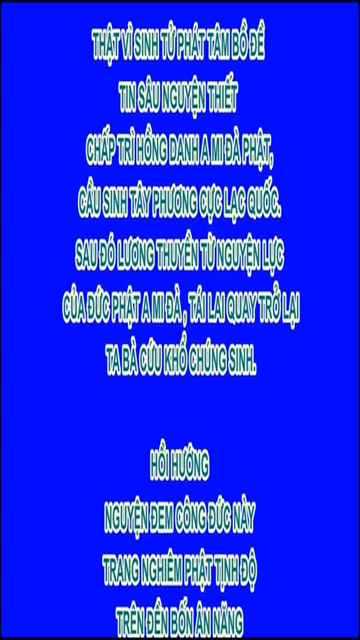 THẬT VÌ SINH TỬ PHÁT TÂM BỒ ĐỀ
TIN SÂU NGUYỆN THIẾT
CHẤP TRÌ HỒNG DANH A MI ĐÀ PHẬT,
CẦU SINH TÂY PHƯƠNG CỰC LẠC QUỐC.
SAU ĐÓ LƯƠNG THUYỀN TỪ NGUYỆN LỰC
CỦA ĐỨC PHẬT A MI ĐÀ , TÁI LAI QUAY TRỞ LẠI
TA BÀ CỨU KHỔ CHÚNG SINH.
HỒI HƯỚNG
NGUYỆN ĐEM CÔNG ĐỨC NÀY
TRANG NGHIÊM PHẬT TỊNH ĐỘ
TRÊN ĐỀN BỐN ÂN NĂNG